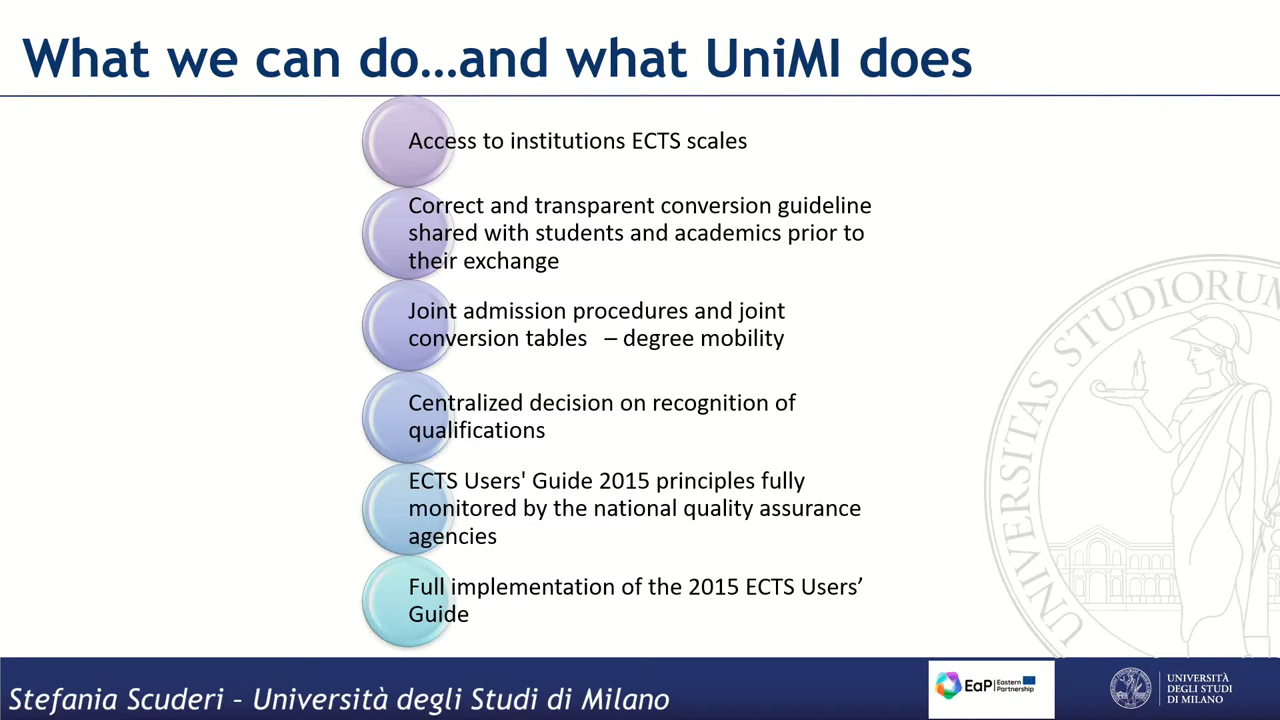 What we can do…and what UniMI does
Access to institutions ECTS scales
Correct and transparent conversion guideline
shared with students and academics prior to
their exchange
Joint admission procedures and joint
conversion tables – degree mobility
Centralized decision on recognition of
qualifications
ECTS Users' Guide 2015 principles fully
monitored by the national quality assurance
agencies
Full implementation of the 2015 ECTS Users’
Guide
UNIVERSITAS STUDIORUM
Stefania Scuderi – Università degli Studi di Milano
EaP
Eastern
Partnership
UNIVERSITÀ
DEGLI STUDI
DI MILANO